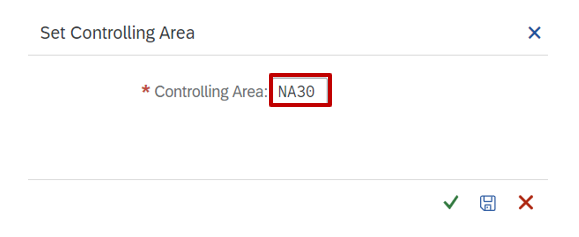 Set Controlling Area
* Controlling Area: NA30